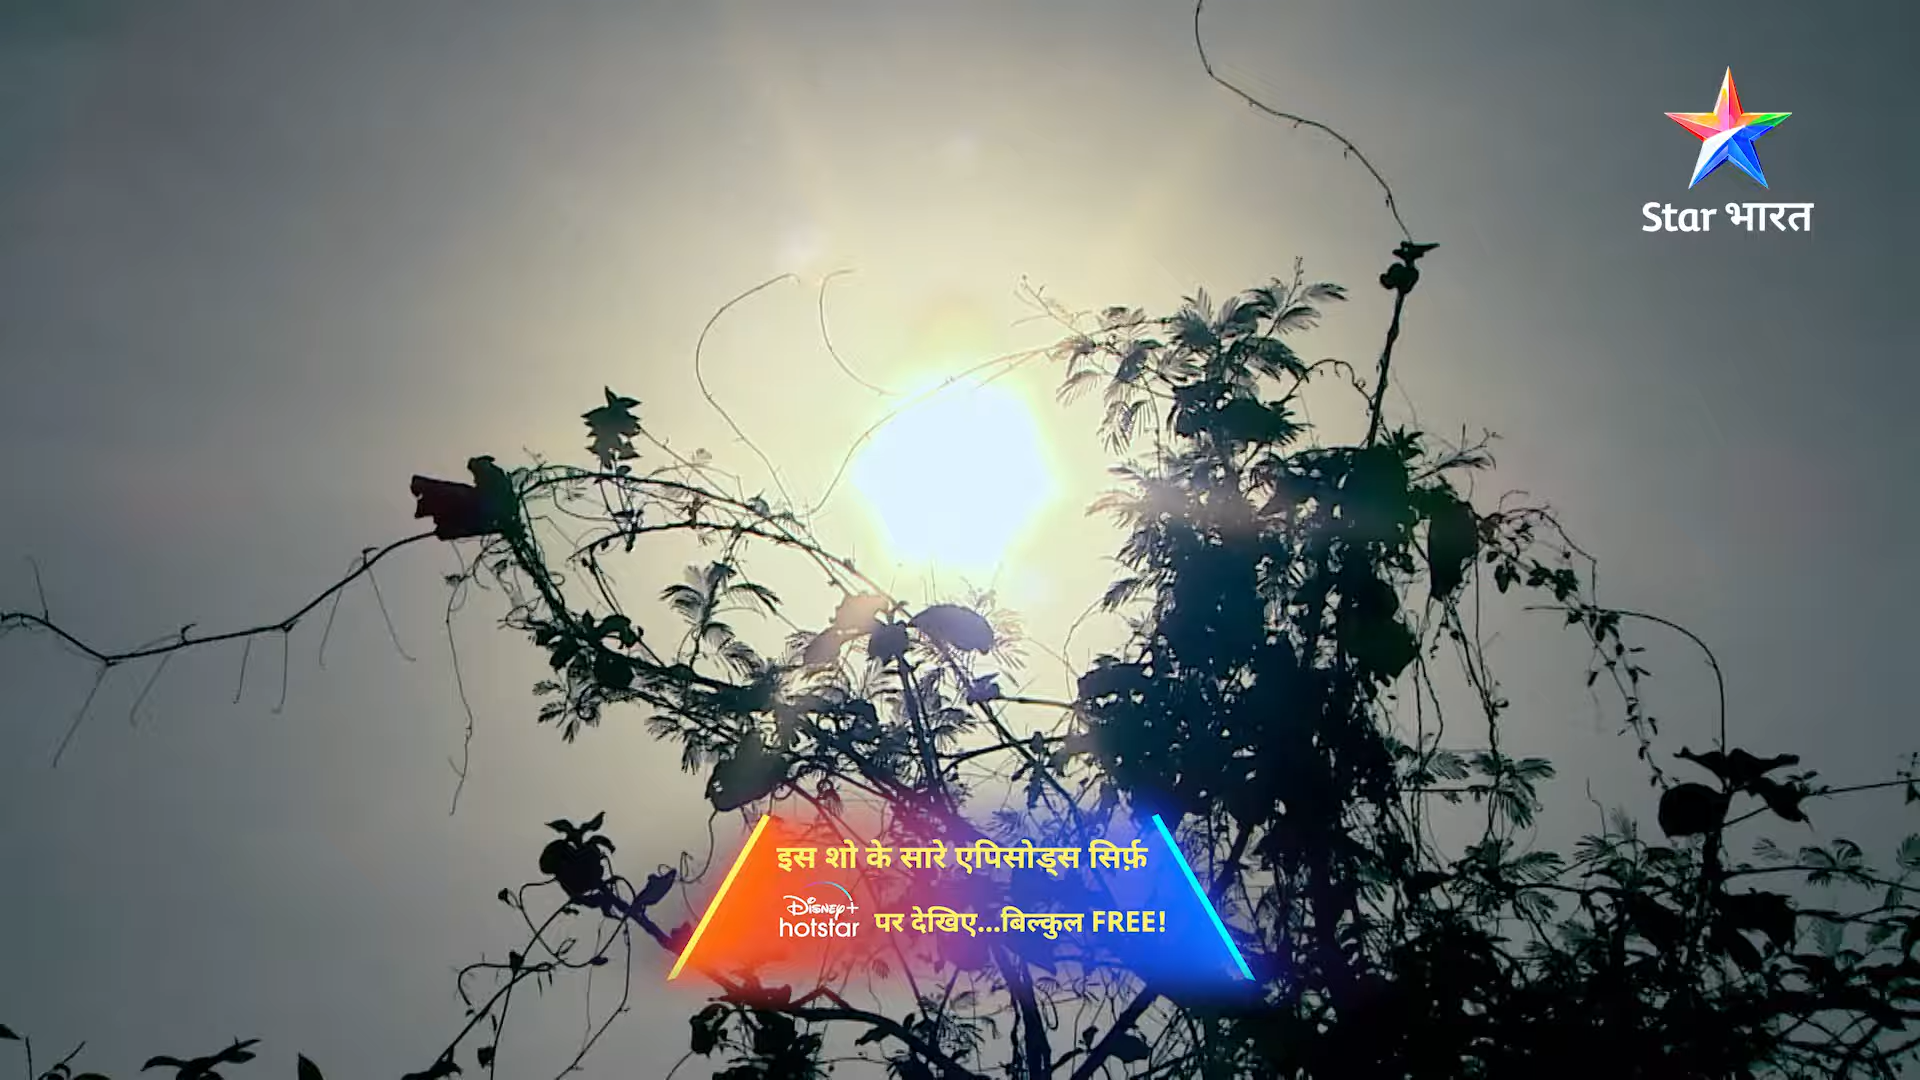 Star भारत
इस शो के सारे एपिसोड्स सिर्फ़
Disney+ hotstar पर देखिए...बिल्कुल FREE!